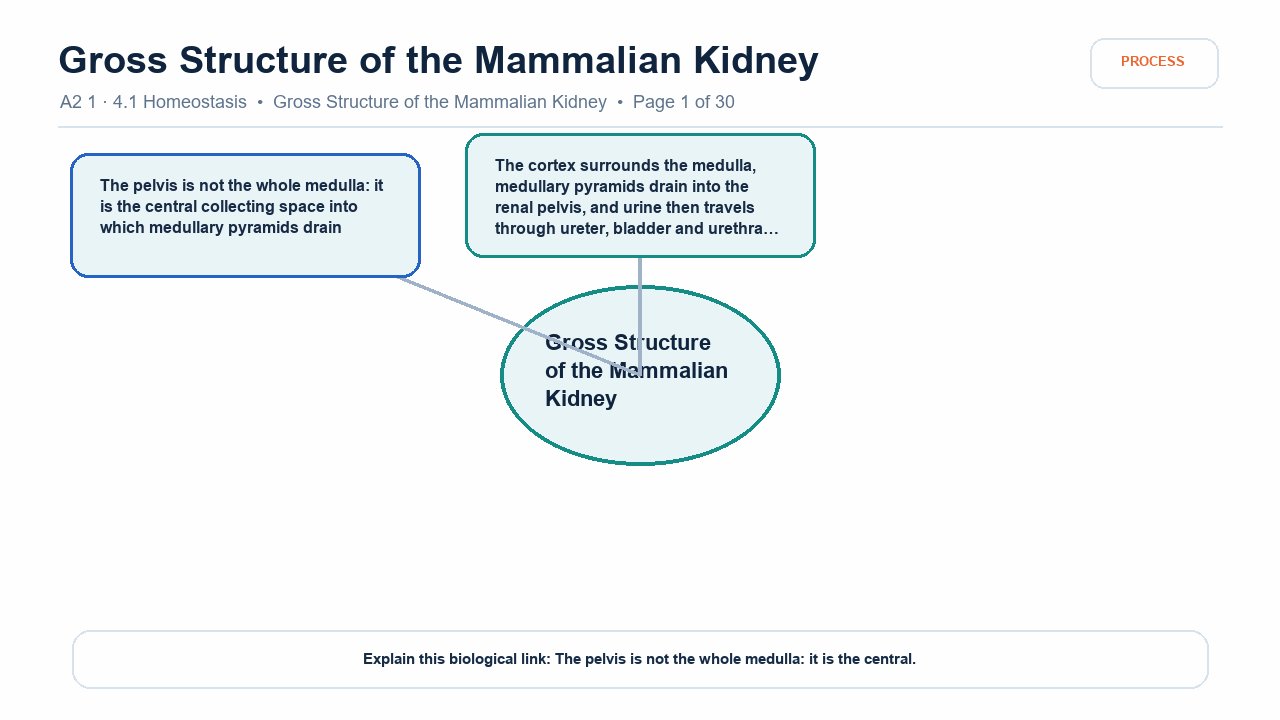 Gross Structure of the Mammalian Kidney
PROCESS
A2 1 · 4.1 Homeostasis • Gross Structure of the Mammalian Kidney • Page 1 of 30
The pelvis is not the whole medulla: it
is the central collecting space into
which medullary pyramids drain
The cortex surrounds the medulla,
medullary pyramids drain into the
renal pelvis, and urine then travels
through ureter, bladder and urethra…
Gross Structure
of the Mammalian
Kidney
Explain this biological link: The pelvis is not the whole medulla: it is the central.